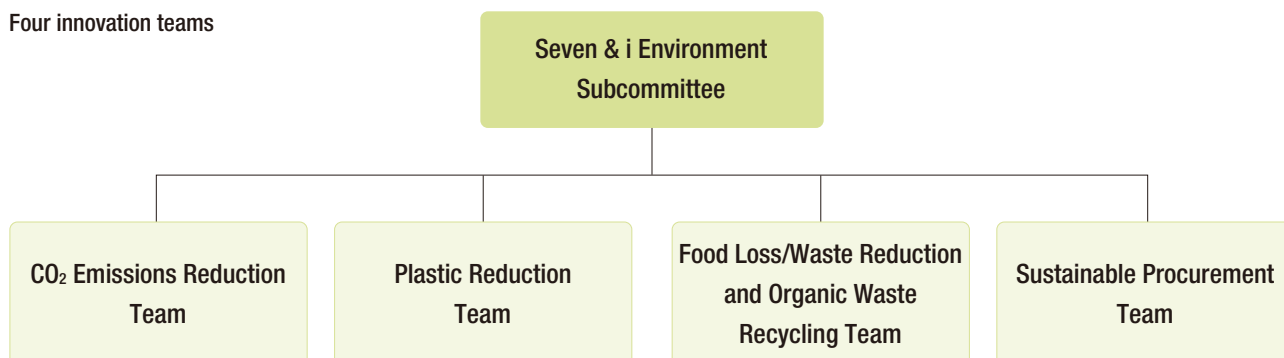 Four innovation teams
Seven & i Environment
Subcommittee
CO₂ Emissions Reduction
Team
Plastic Reduction
Team
Food Loss/Waste Reduction
and Organic Waste
Recycling Team
Sustainable Procurement
Team